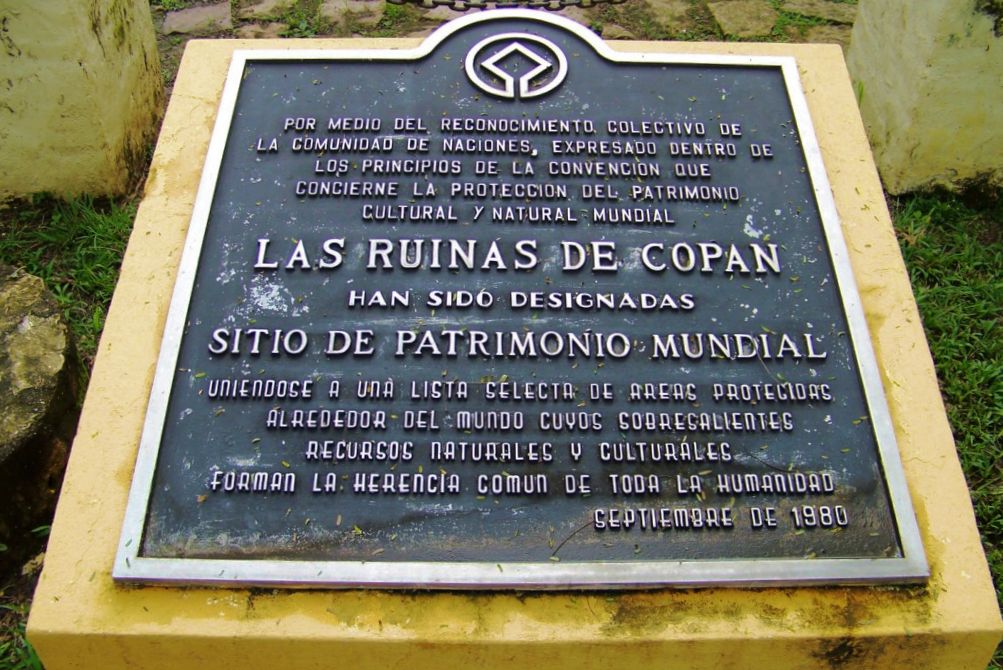 POR MEDIO DEL RECONOCIMIENTO COLECTIVO DE
LA COMUNIDAD DE NACIONES, EXPRESADO DENTRO DE
LOS PRINCIPIOS DE LA CONVENCIÓN QUE
CONCIERNE LA PROTECCION DEL PATRIMONIO
CULTURAL Y NATURAL MUNDIAL
LAS RUINAS DE COPAN
HAN SIDO DESIGNADAS
SITIO DE PATRIMONIO MUNDIAL
UNIENDOSE A UNA LISTA SELECTA DE AREAS PROTECIDAS
ALREDEDOR DEL MUNDO CUYOS SOBRESALIENTES
RECURSOS NATURALES Y CULTURALES
FORMAN LA HERENCIA COMUN DE TODA LA HUMANIDAD
SEPTIEMBRE DE 1980